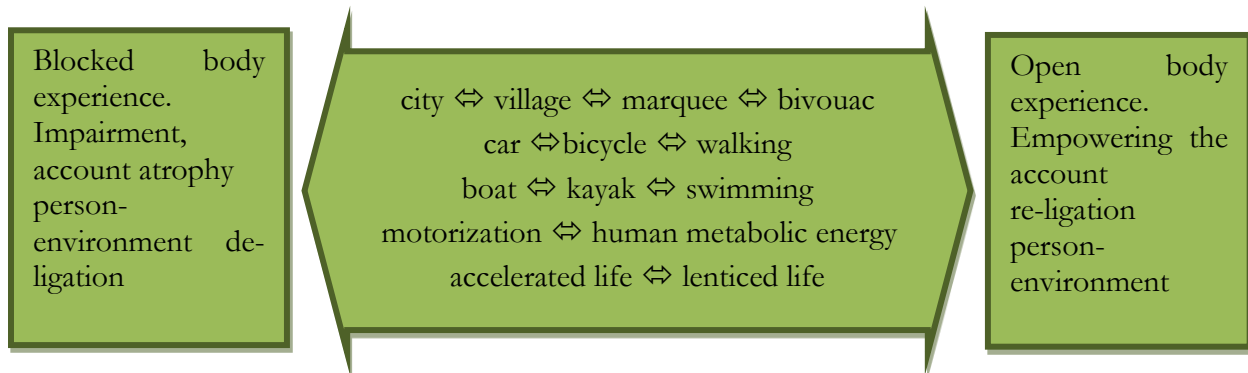 Blocked body
experience.
Impairment,
account atrophy
person-
environment de-
ligation
city ⇔ village ⇔ marquee ⇔ bivouac
car ⇔bicycle ⇔ walking
boat ⇔ kayak ⇔ swimming
motorization ⇔ human metabolic energy
accelerated life ⇔ lenticed life
Open body
experience.
Empowering the
account
re-ligation
person-
environment